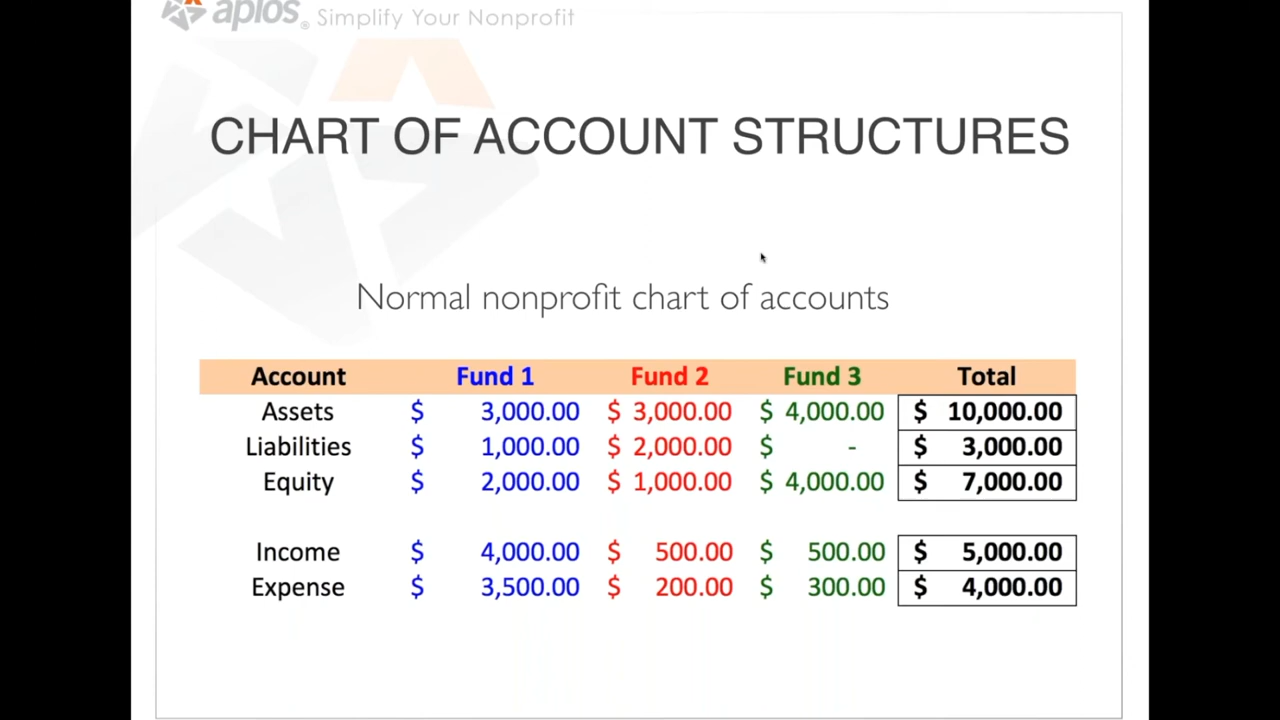 aplos® Simplify Your Nonprofit
CHART OF ACCOUNT STRUCTURES
Normal nonprofit chart of accounts
Account Fund 1 Fund 2 Fund 3 Total
Assets $ 3,000.00 $ 3,000.00 $ 4,000.00 $ 10,000.00
Liabilities $ 1,000.00 $ 2,000.00 $ - $ 3,000.00
Equity $ 2,000.00 $ 1,000.00 $ 4,000.00 $ 7,000.00
Income $ 4,000.00 $ 500.00 $ 500.00 $ 5,000.00
Expense $ 3,500.00 $ 200.00 $ 300.00 $ 4,000.00